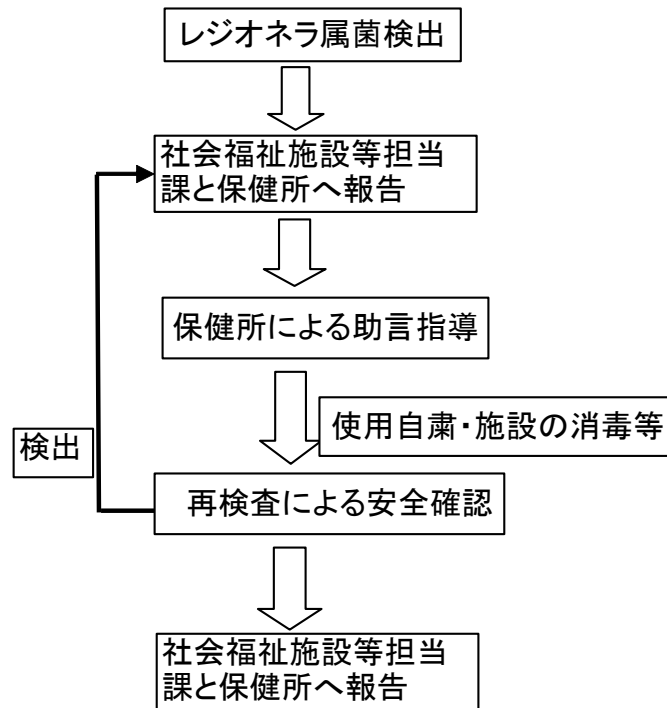 レジオネラ属菌検出
社会福祉施設等担当
課と保健所へ報告
保健所による助言指導
使用自粛・施設の消毒等
検出
再検査による安全確認
社会福祉施設等担当
課と保健所へ報告